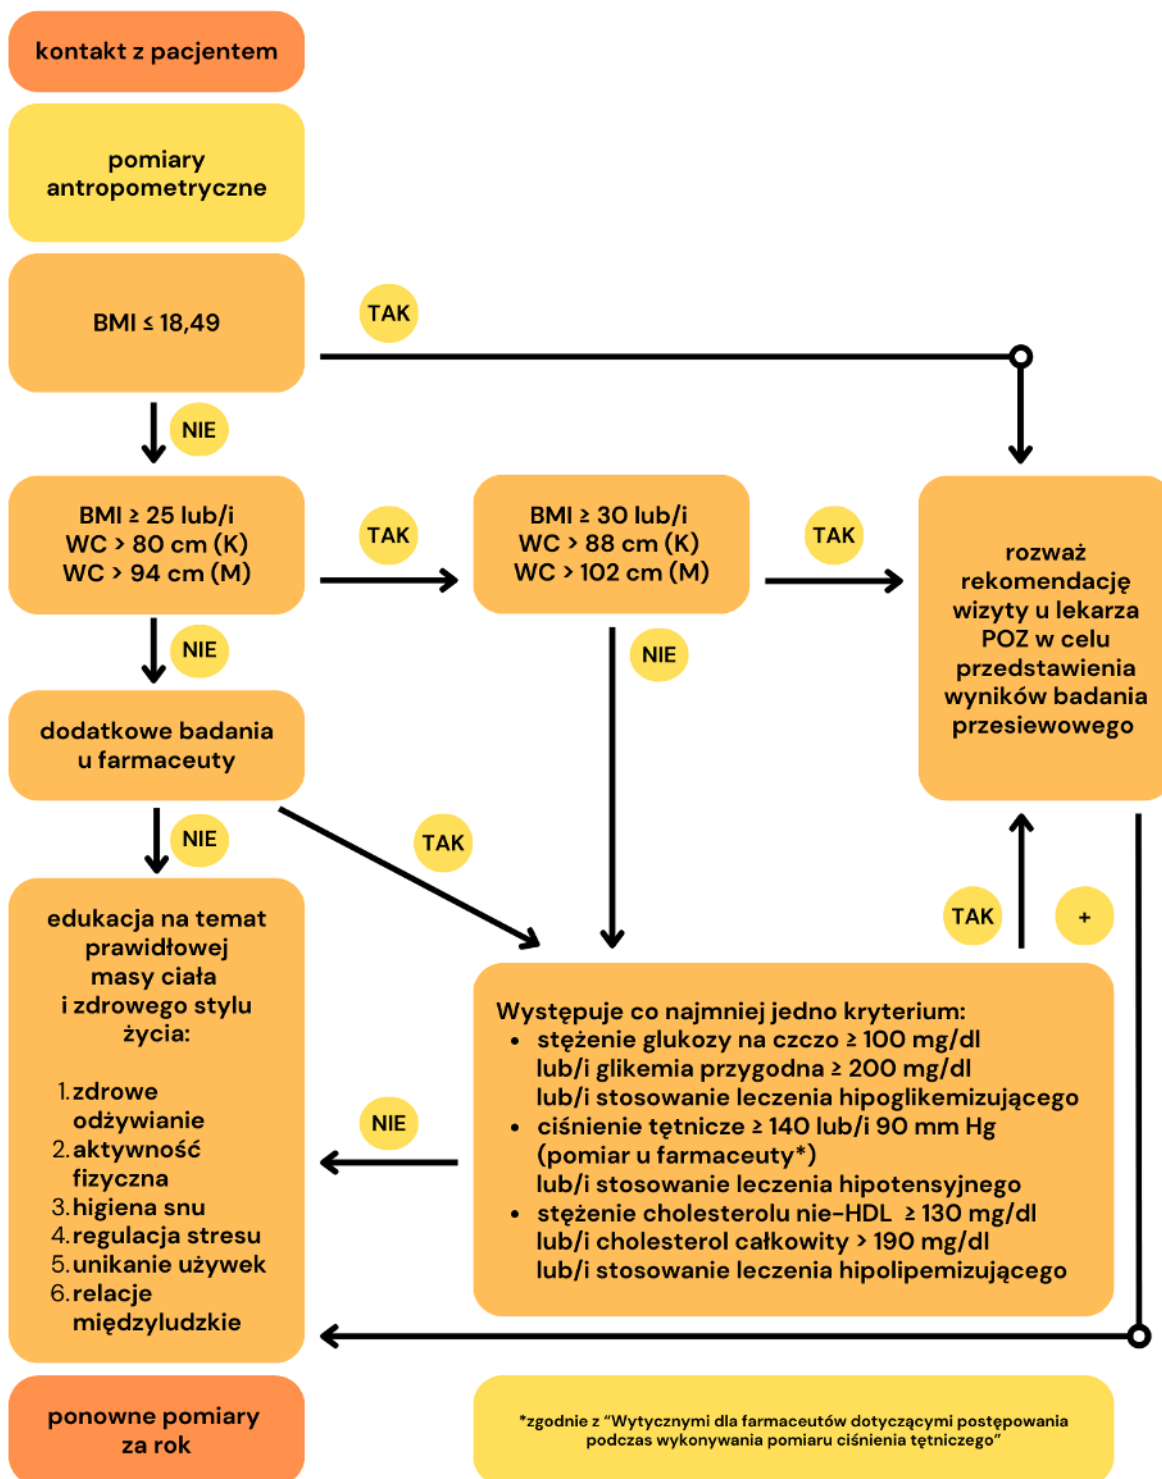 kontakt z pacjentem
pomiary
antropometryczne
BMI ≤ 18,49
TAK
NIE
BMI ≥ 25 lub/i
WC > 80 cm (K)
WC > 94 cm (M)
TAK
BMI ≥ 30 lub/i
WC > 88 cm (K)
WC > 102 cm (M)
TAK
rozważ
rekomendację
wizyty u lekarza
POZ w celu
przedstawienia
wyników badania
przesiewowego
NIE
NIE
dodatkowe badania
u farmaceuty
NIE
TAK
TAK
+
edukacja na temat
prawidłowej
masy ciała
i zdrowego stylu
życia:
1. zdrowe
odżywianie
2. aktywność
fizyczna
3. higiena snu
4. regulacja stresu
5. unikanie używek
6. relacje
międzyludzkie
NIE
Występuje co najmniej jedno kryterium:
• stężenie glukozy na czczo ≥ 100 mg/dl
lub/i glikemia przygodna ≥ 200 mg/dl
lub/i stosowanie leczenia hipoglikemizującego
• ciśnienie tętnicze ≥ 140 lub/i 90 mm Hg
(pomiar u farmaceuty*)
lub/i stosowanie leczenia hipotensyjnego
• stężenie cholesterolu nie-HDL ≥ 130 mg/dl
lub/i cholesterol całkowity > 190 mg/dl
lub/i stosowanie leczenia hipolipemizującego
ponowne pomiary
za rok
*zgodnie z "Wytycznymi dla farmaceutów dotyczącymi postępowania
podczas wykonywania pomiaru ciśnienia tętniczego"